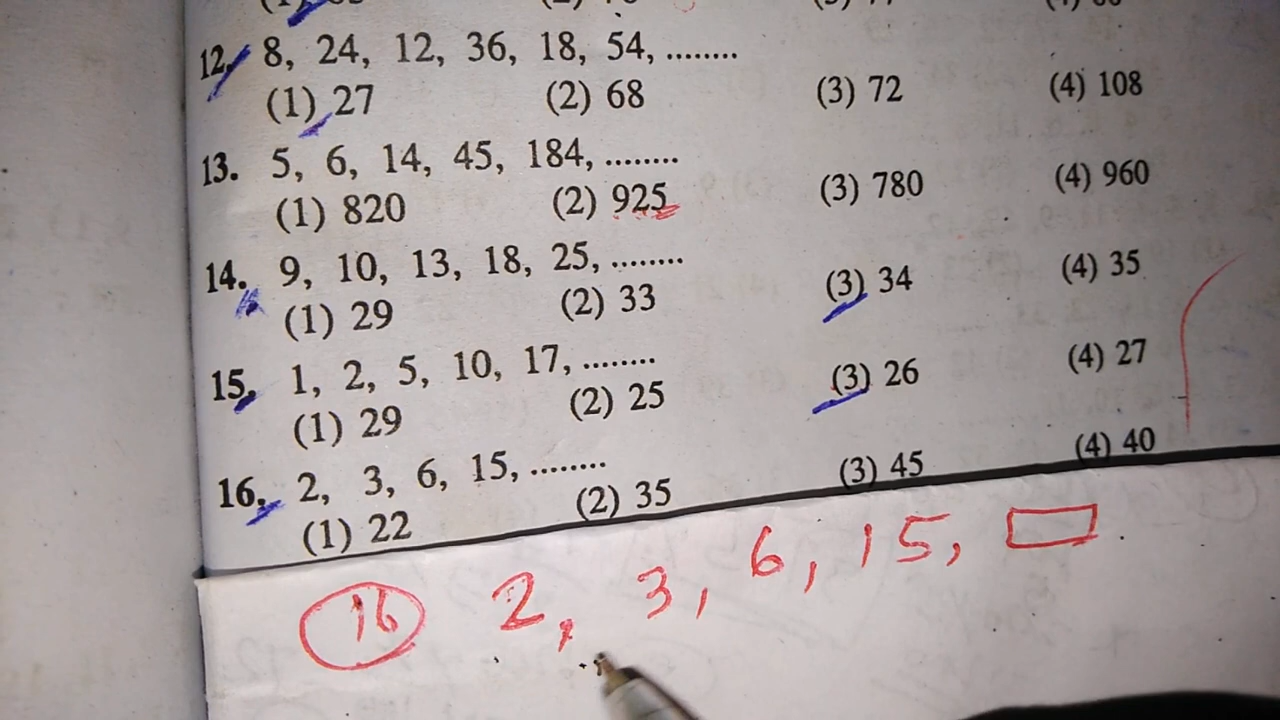 12. 8, 24, 12, 36, 18, 54, ........
(1) 27 (2) 68 (3) 72 (4) 108
13. 5, 6, 14, 45, 184, ........
(1) 820 (2) 925 (3) 780 (4) 960
14. 9, 10, 13, 18, 25, ........
(1) 29 (2) 33 (3) 34 (4) 35
15. 1, 2, 5, 10, 17, ........
(1) 29 (2) 25 (3) 26 (4) 27
16. 2, 3, 6, 15, ........
(1) 22 (2) 35 (3) 45 (4) 40
16 2, 3, 6, 15,